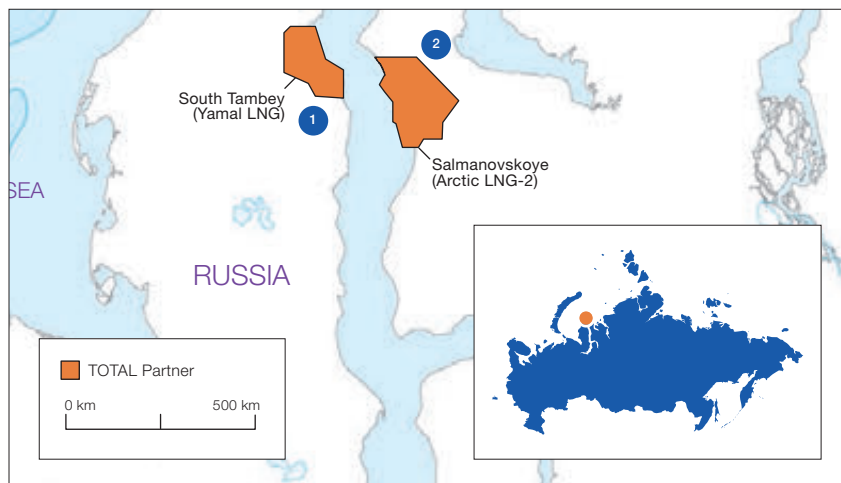 2
South Tambey
(Yamal LNG)
1
Salmanovskoye
(Arctic LNG-2)
SEA
RUSSIA
TOTAL Partner
0 km 500 km